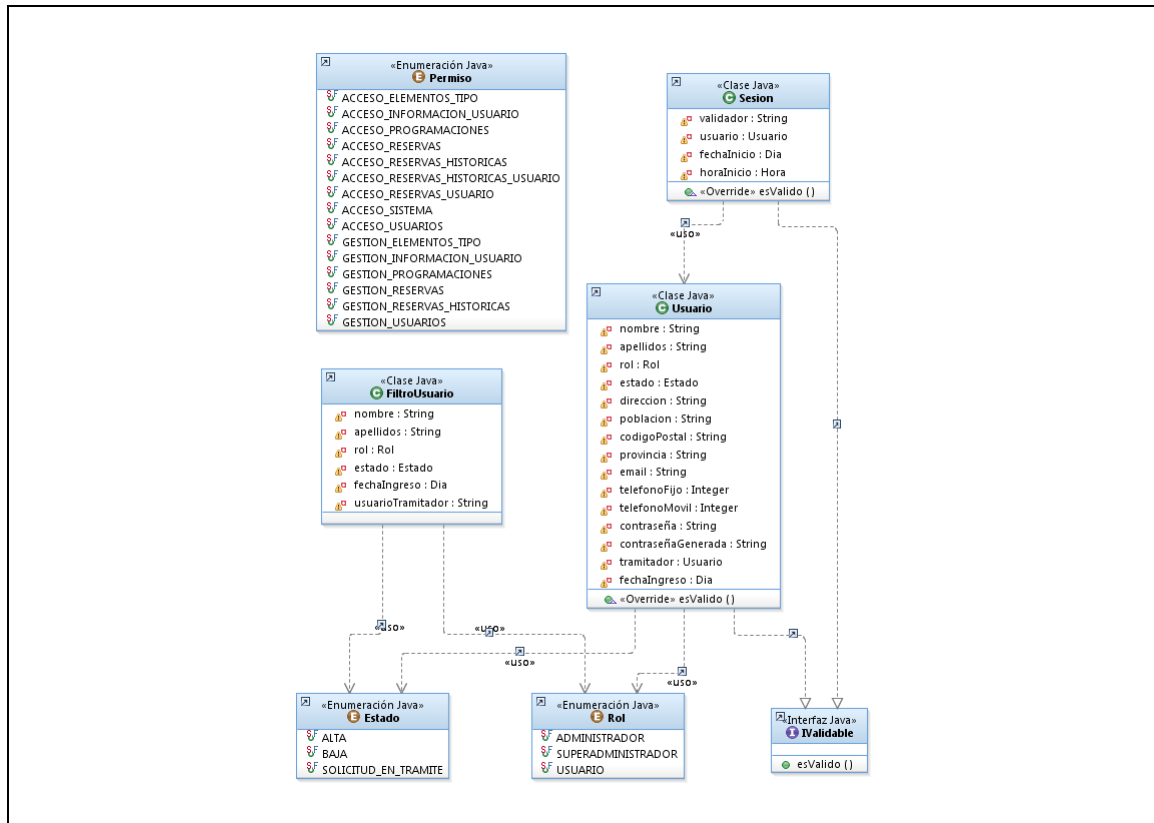 «Enumeración Java»
Permiso
ACCESO_ELEMENTOS_TIPO
ACCESO_INFORMACION_USUARIO
ACCESO_PROGRAMACIONES
ACCESO_RESERVAS
ACCESO_RESERVAS_HISTORICAS
ACCESO_RESERVAS_HISTORICAS_USUARIO
ACCESO_RESERVAS_USUARIO
ACCESO_SISTEMA
ACCESO_USUARIOS
GESTION_ELEMENTOS_TIPO
GESTION_INFORMACION_USUARIO
GESTION_PROGRAMACIONES
GESTION_RESERVAS
GESTION_RESERVAS_HISTORICAS
GESTION_USUARIOS
«Clase Java»
Sesion
validador : String
usuario : Usuario
fechaInicio : Dia
horaInicio : Hora
«Override» esValido ( )
«uso»
«Clase Java»
Usuario
nombre : String
apellidos : String
rol : Rol
estado : Estado
direccion : String
poblacion : String
codigoPostal : String
provincia : String
email : String
telefonoFijo : Integer
telefonoMovil : Integer
contraseña : String
contraseñaGenerada : String
tramitador : Usuario
fechaIngreso : Dia
«Override» esValido ( )
«Clase Java»
FiltroUsuario
nombre : String
apellidos : String
rol : Rol
estado : Estado
fechaIngreso : Dia
usuarioTramitador : String
«uso»
«uso»
«uso»
«uso»
«Enumeración Java»
Estado
ALTA
BAJA
SOLICITUD_EN_TRAMITE
«Enumeración Java»
Rol
ADMINISTRADOR
SUPERADMINISTRADOR
USUARIO
«Interfaz Java»
IValidable
esValido ( )